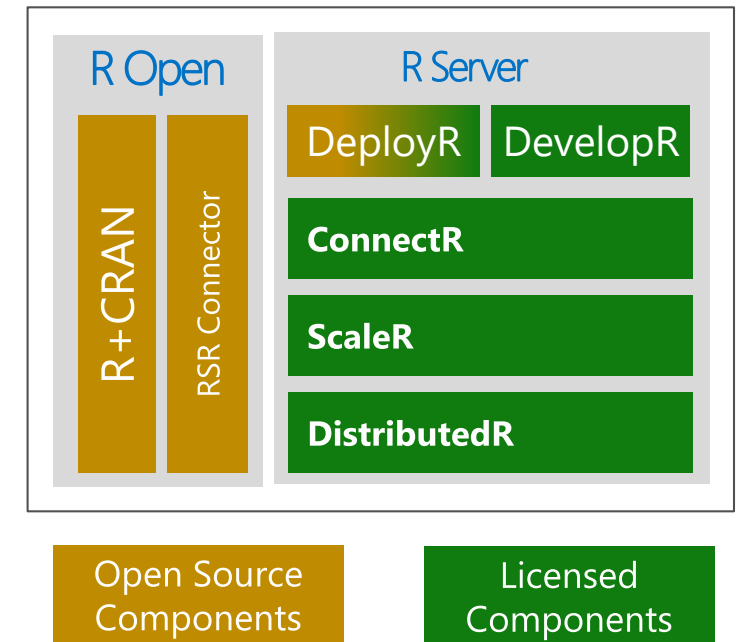 R Open
R+CRAN
RSR Connector
R Server
DeployR
DevelopR
ConnectR
ScaleR
DistributedR
Open Source
Components
Licensed
Components